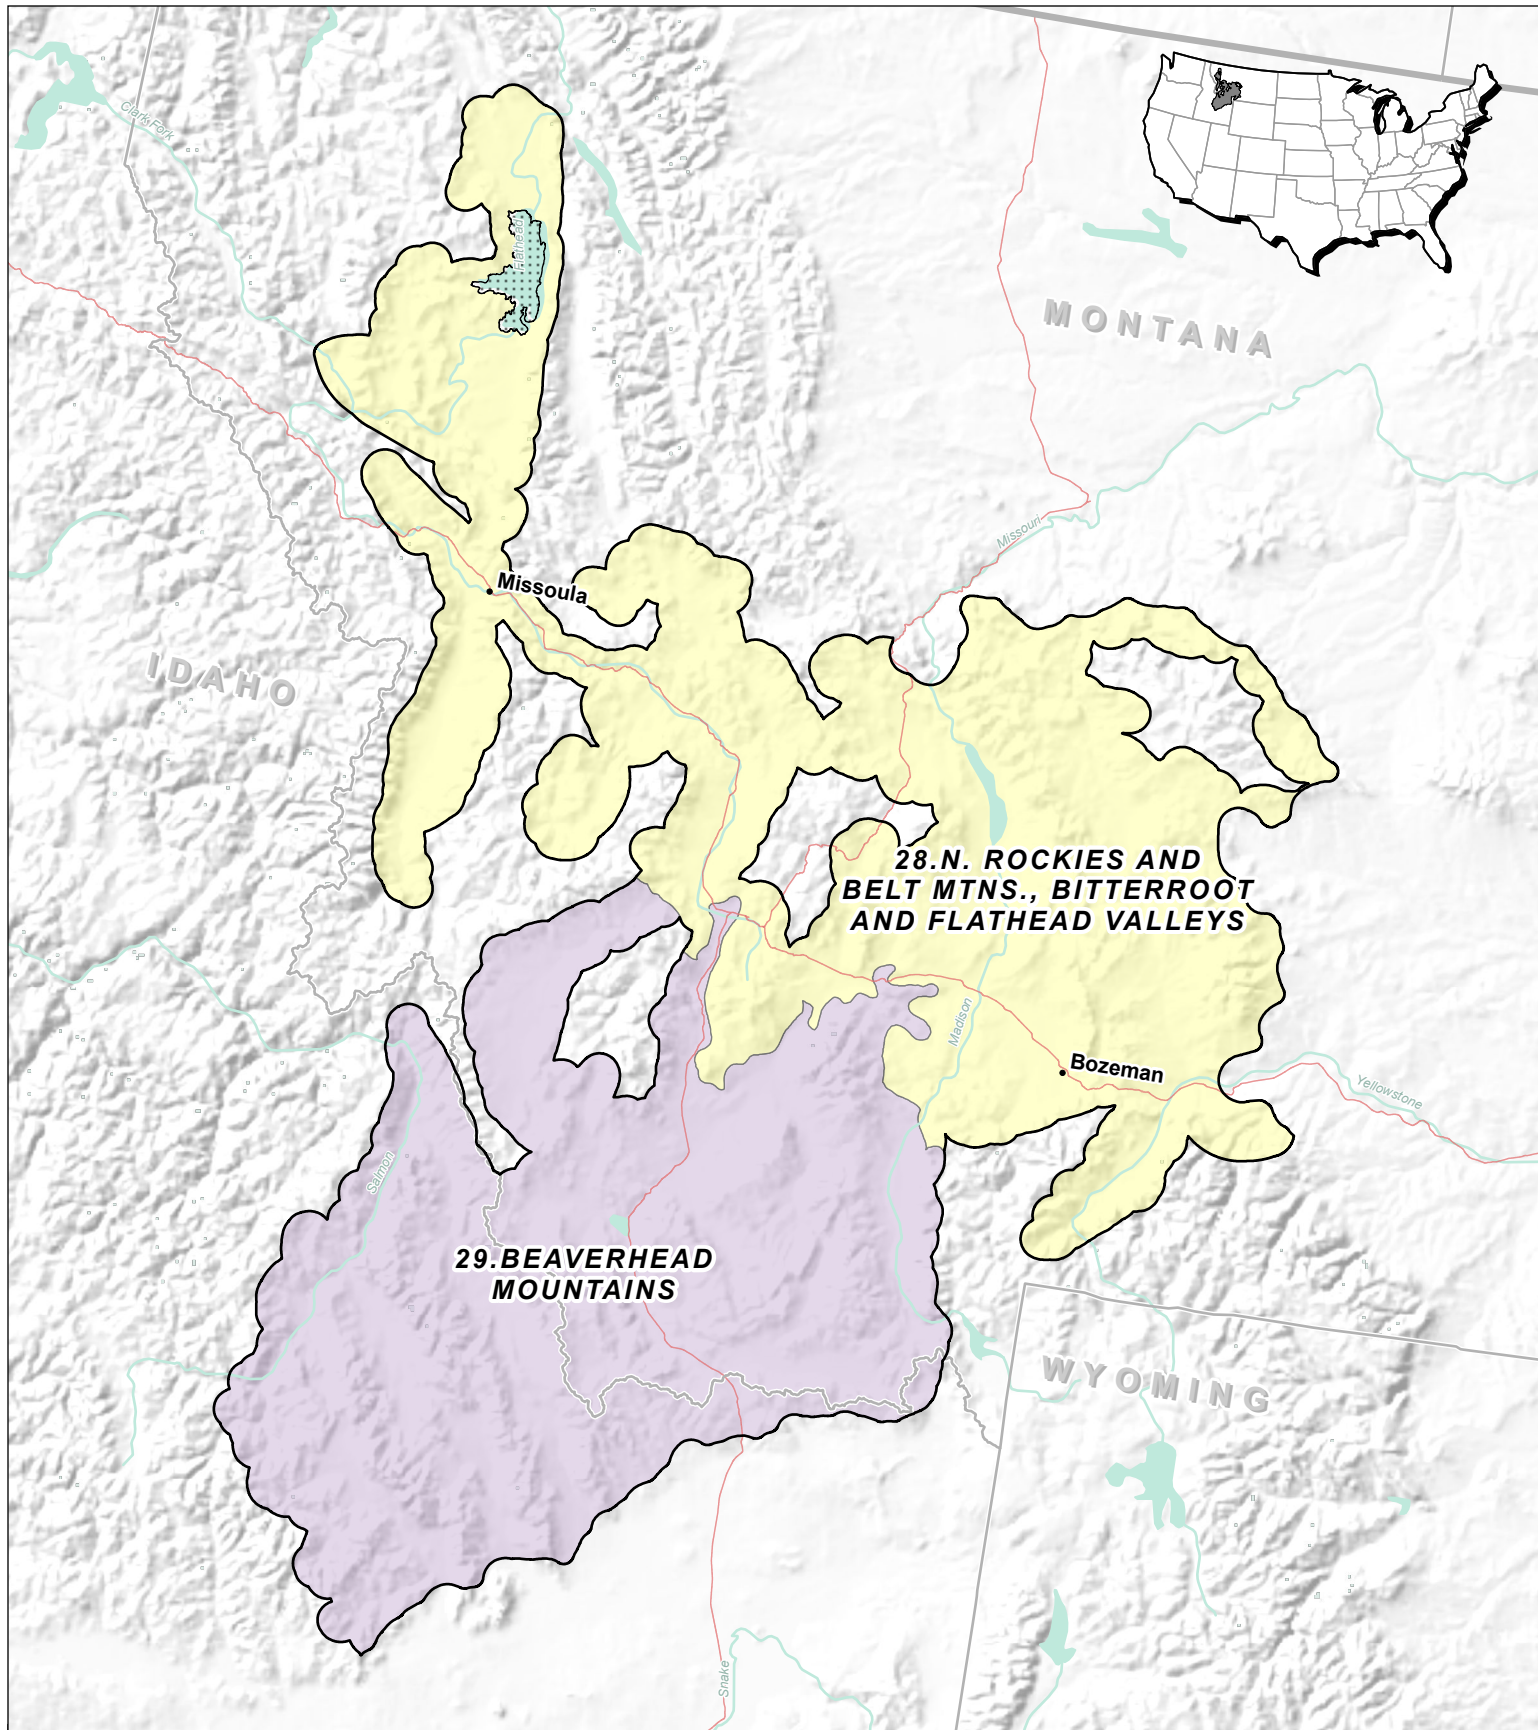 Clark Fork
Flathead
MONTANA
Missouri
Missoula
IDAHO
28.N. ROCKIES AND
BELT MTNS., BITTERROOT
AND FLATHEAD VALLEYS
Madison
Bozeman
Yellowstone
Salmon
29.BEAVERHEAD
MOUNTAINS
WYOMING
Snake